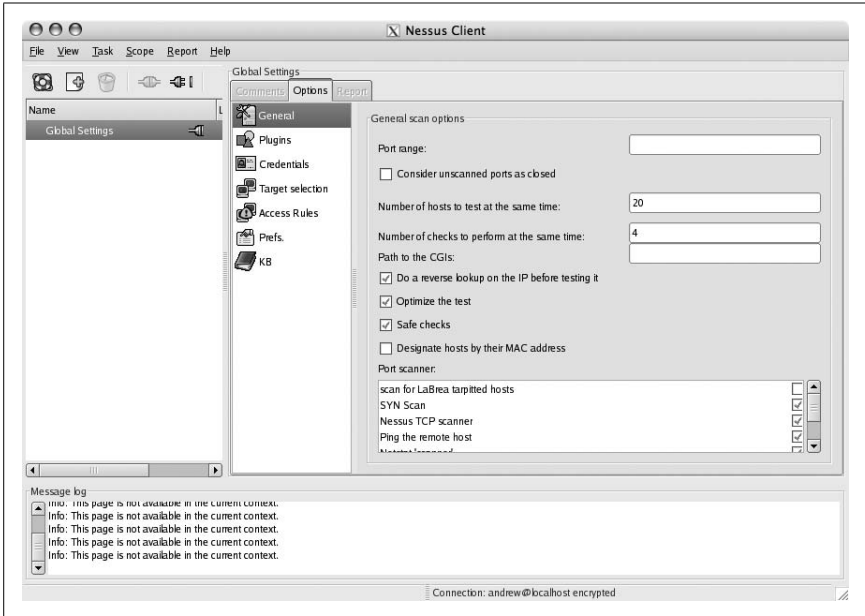 Nessus Client
File View Task Scope Report Help
Global Settings
Comments Options Report
Name L
Global Settings
General
Plugins
Credentials
Target selection
Access Rules
Prefs.
KB
General scan options
Port range:
Consider unscanned ports as closed
Number of hosts to test at the same time: 20
Number of checks to perform at the same time: 4
Path to the CGIs:
Do a reverse lookup on the IP before testing it
Optimize the test
Safe checks
Designate hosts by their MAC address
Port scanner:
scan for LaBrea tarpitted hosts
SYN Scan
Nessus TCP scanner
Ping the remote host
Message log
Info: This page is not available in the current context.
Info: This page is not available in the current context.
Info: This page is not available in the current context.
Info: This page is not available in the current context.
Info: This page is not available in the current context.
Connection: andrew@localhost encrypted